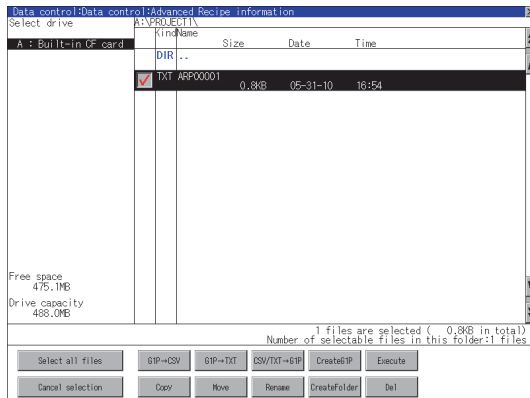 Data control:Data control:Advanced Recipe information
Select drive
A:\PROJECT1\
Kind Name
Size Date Time
A : Built-in CF card
DIR ..
TXT ARP00001
0.8KB 05-31-10 16:54
Free space
475.1MB
Drive capacity
488.0MB
1 files are selected ( 0.8KB in total)
Number of selectable files in this folder:1 files
Select all files G1P→CSV G1P→TXT CSV/TXT→G1P CreateG1P Execute
Cancel selection Copy Move Rename CreateFolder Del